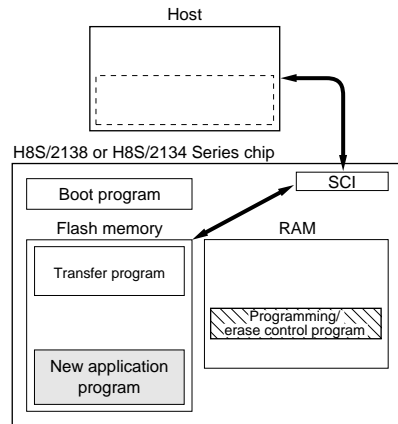 Host
H8S/2138 or H8S/2134 Series chip
SCI
Boot program
Flash memory
RAM
Transfer program
Programming/
erase control program
New application
program